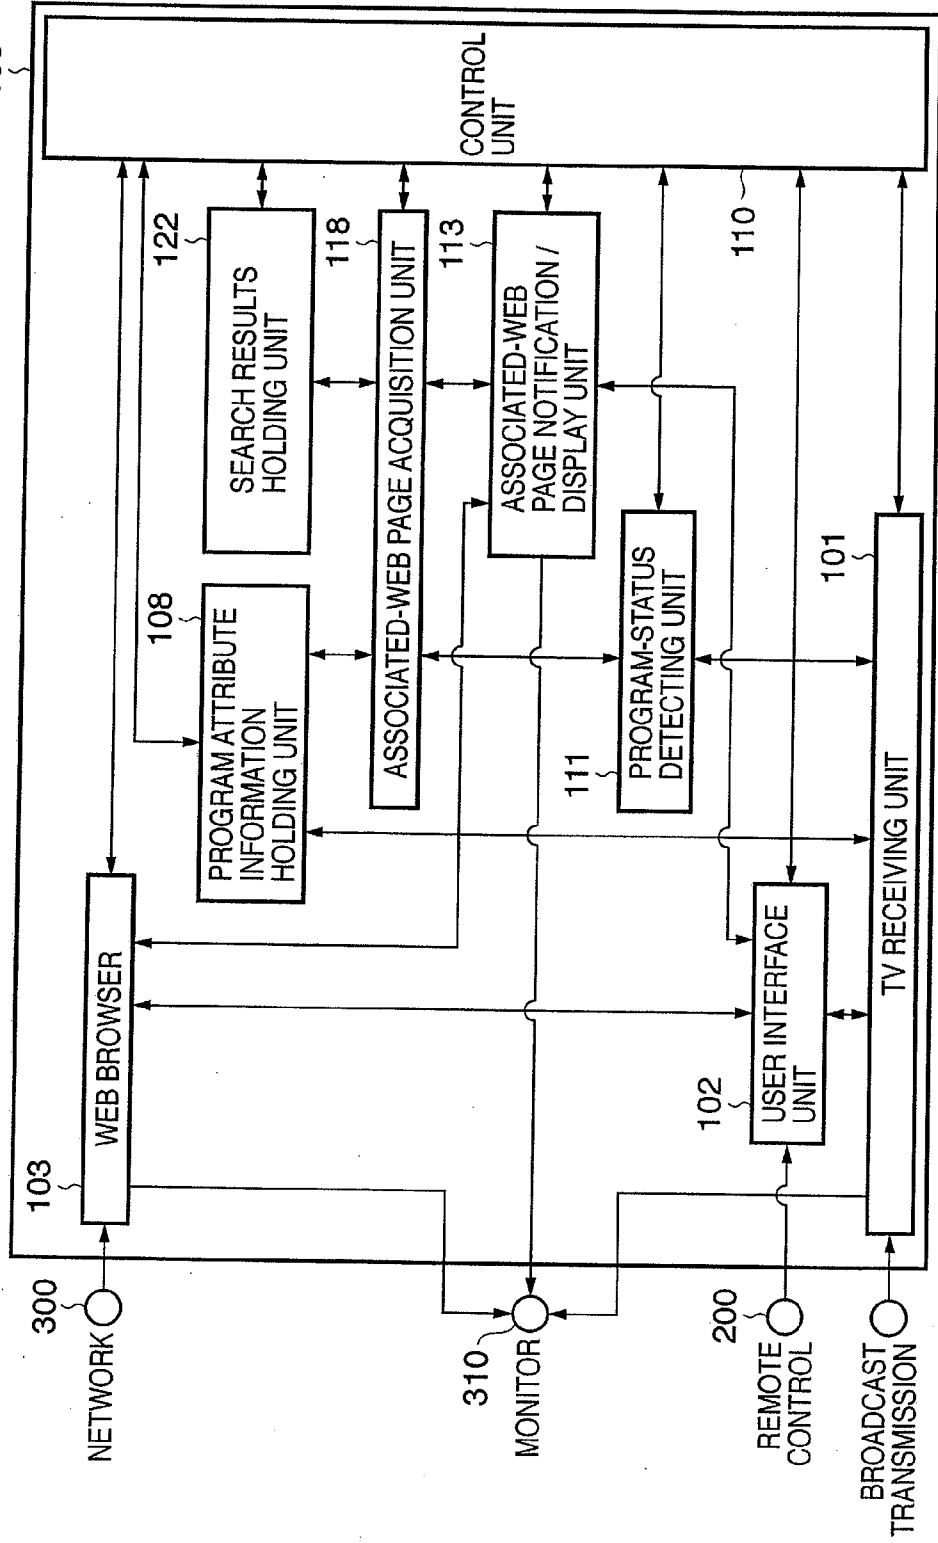 NETWORK
300
103
WEB BROWSER
PROGRAM ATTRIBUTE
INFORMATION
HOLDING UNIT
108
SEARCH RESULTS
HOLDING UNIT
122
ASSOCIATED-WEB PAGE ACQUISITION UNIT
118
ASSOCIATED-WEB
PAGE NOTIFICATION /
DISPLAY UNIT
113
CONTROL
UNIT
110
MONITOR
310
111
PROGRAM-STATUS
DETECTING UNIT
REMOTE
CONTROL
200
102
USER INTERFACE
UNIT
BROADCAST
TRANSMISSION
TV RECEIVING UNIT
101